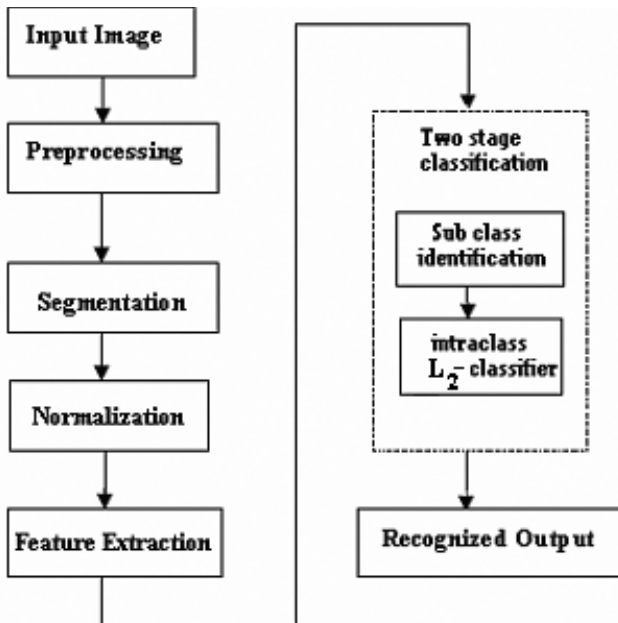 Input Image
Preprocessing
Segmentation
Normalization
Feature Extraction
Two stage
classification
Sub class
identification
intraclass
L2-classifier
Recognized Output